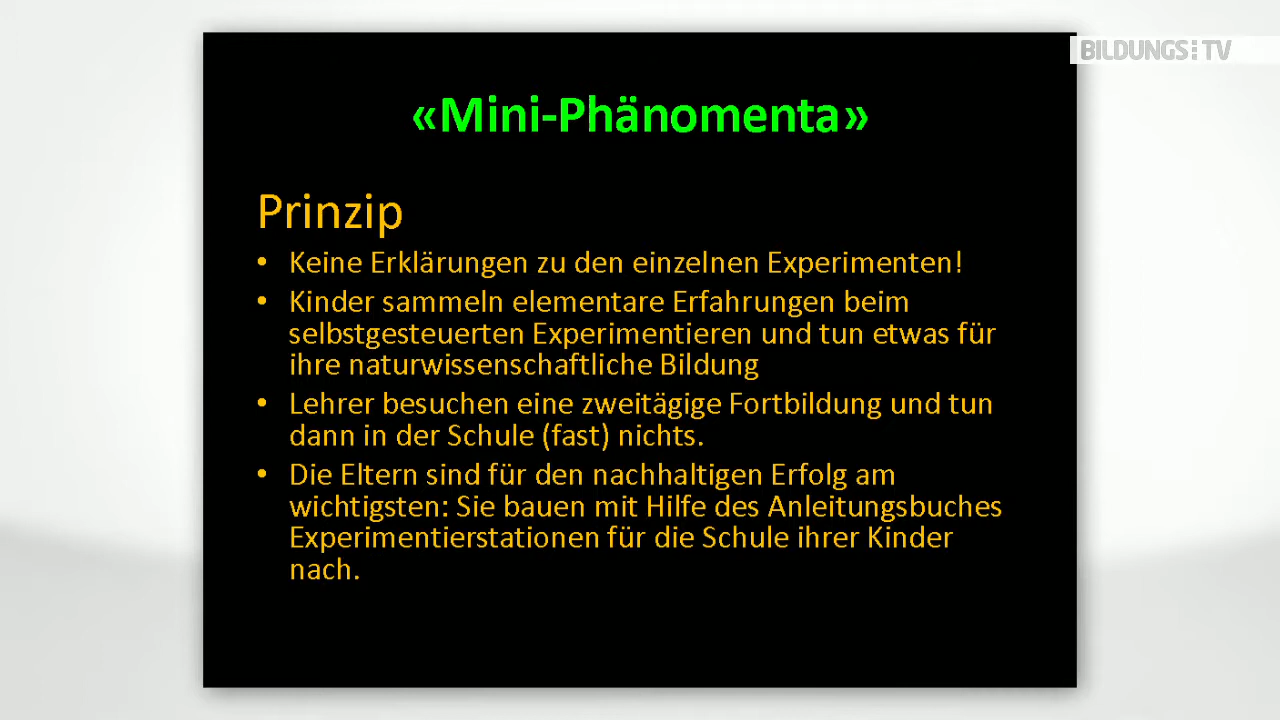 BILDUNGS:TV
«Mini-Phänomenta»
Prinzip
• Keine Erklärungen zu den einzelnen Experimenten!
• Kinder sammeln elementare Erfahrungen beim
selbstgesteuerten Experimentieren und tun etwas für
ihre naturwissenschaftliche Bildung
• Lehrer besuchen eine zweitägige Fortbildung und tun
dann in der Schule (fast) nichts.
• Die Eltern sind für den nachhaltigen Erfolg am
wichtigsten: Sie bauen mit Hilfe des Anleitungsbuches
Experimentierstationen für die Schule ihrer Kinder
nach.